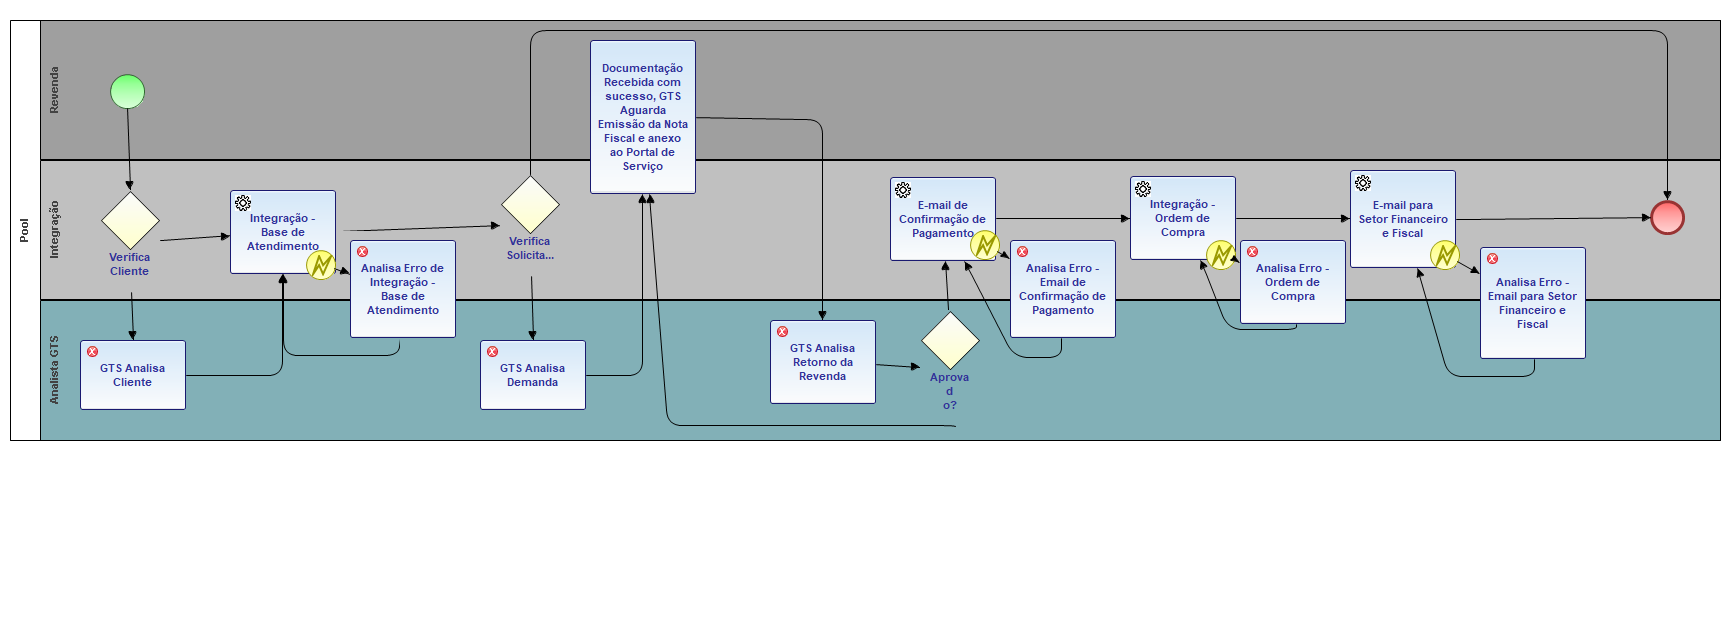 Pool
Revenda
Integração
Analista GTS
Documentação
Recebida com
sucesso, GTS
Aguarda
Emissão da Nota
Fiscal e anexo
ao Portal de
Serviço
Verifica
Cliente
Integração -
Base de
Atendimento
Analisa Erro de
Integração -
Base de
Atendimento
GTS Analisa
Cliente
Verifica
Solicita...
GTS Analisa
Demanda
GTS Analisa
Retorno da
Revenda
Aprova
d
o?
E-mail de
Confirmação de
Pagamento
Analisa Erro -
Email de
Confirmação de
Pagamento
Integração -
Ordem de
Compra
Analisa Erro -
Ordem de
Compra
E-mail para
Setor Financeiro
e Fiscal
Analisa Erro -
Email para Setor
Financeiro e
Fiscal